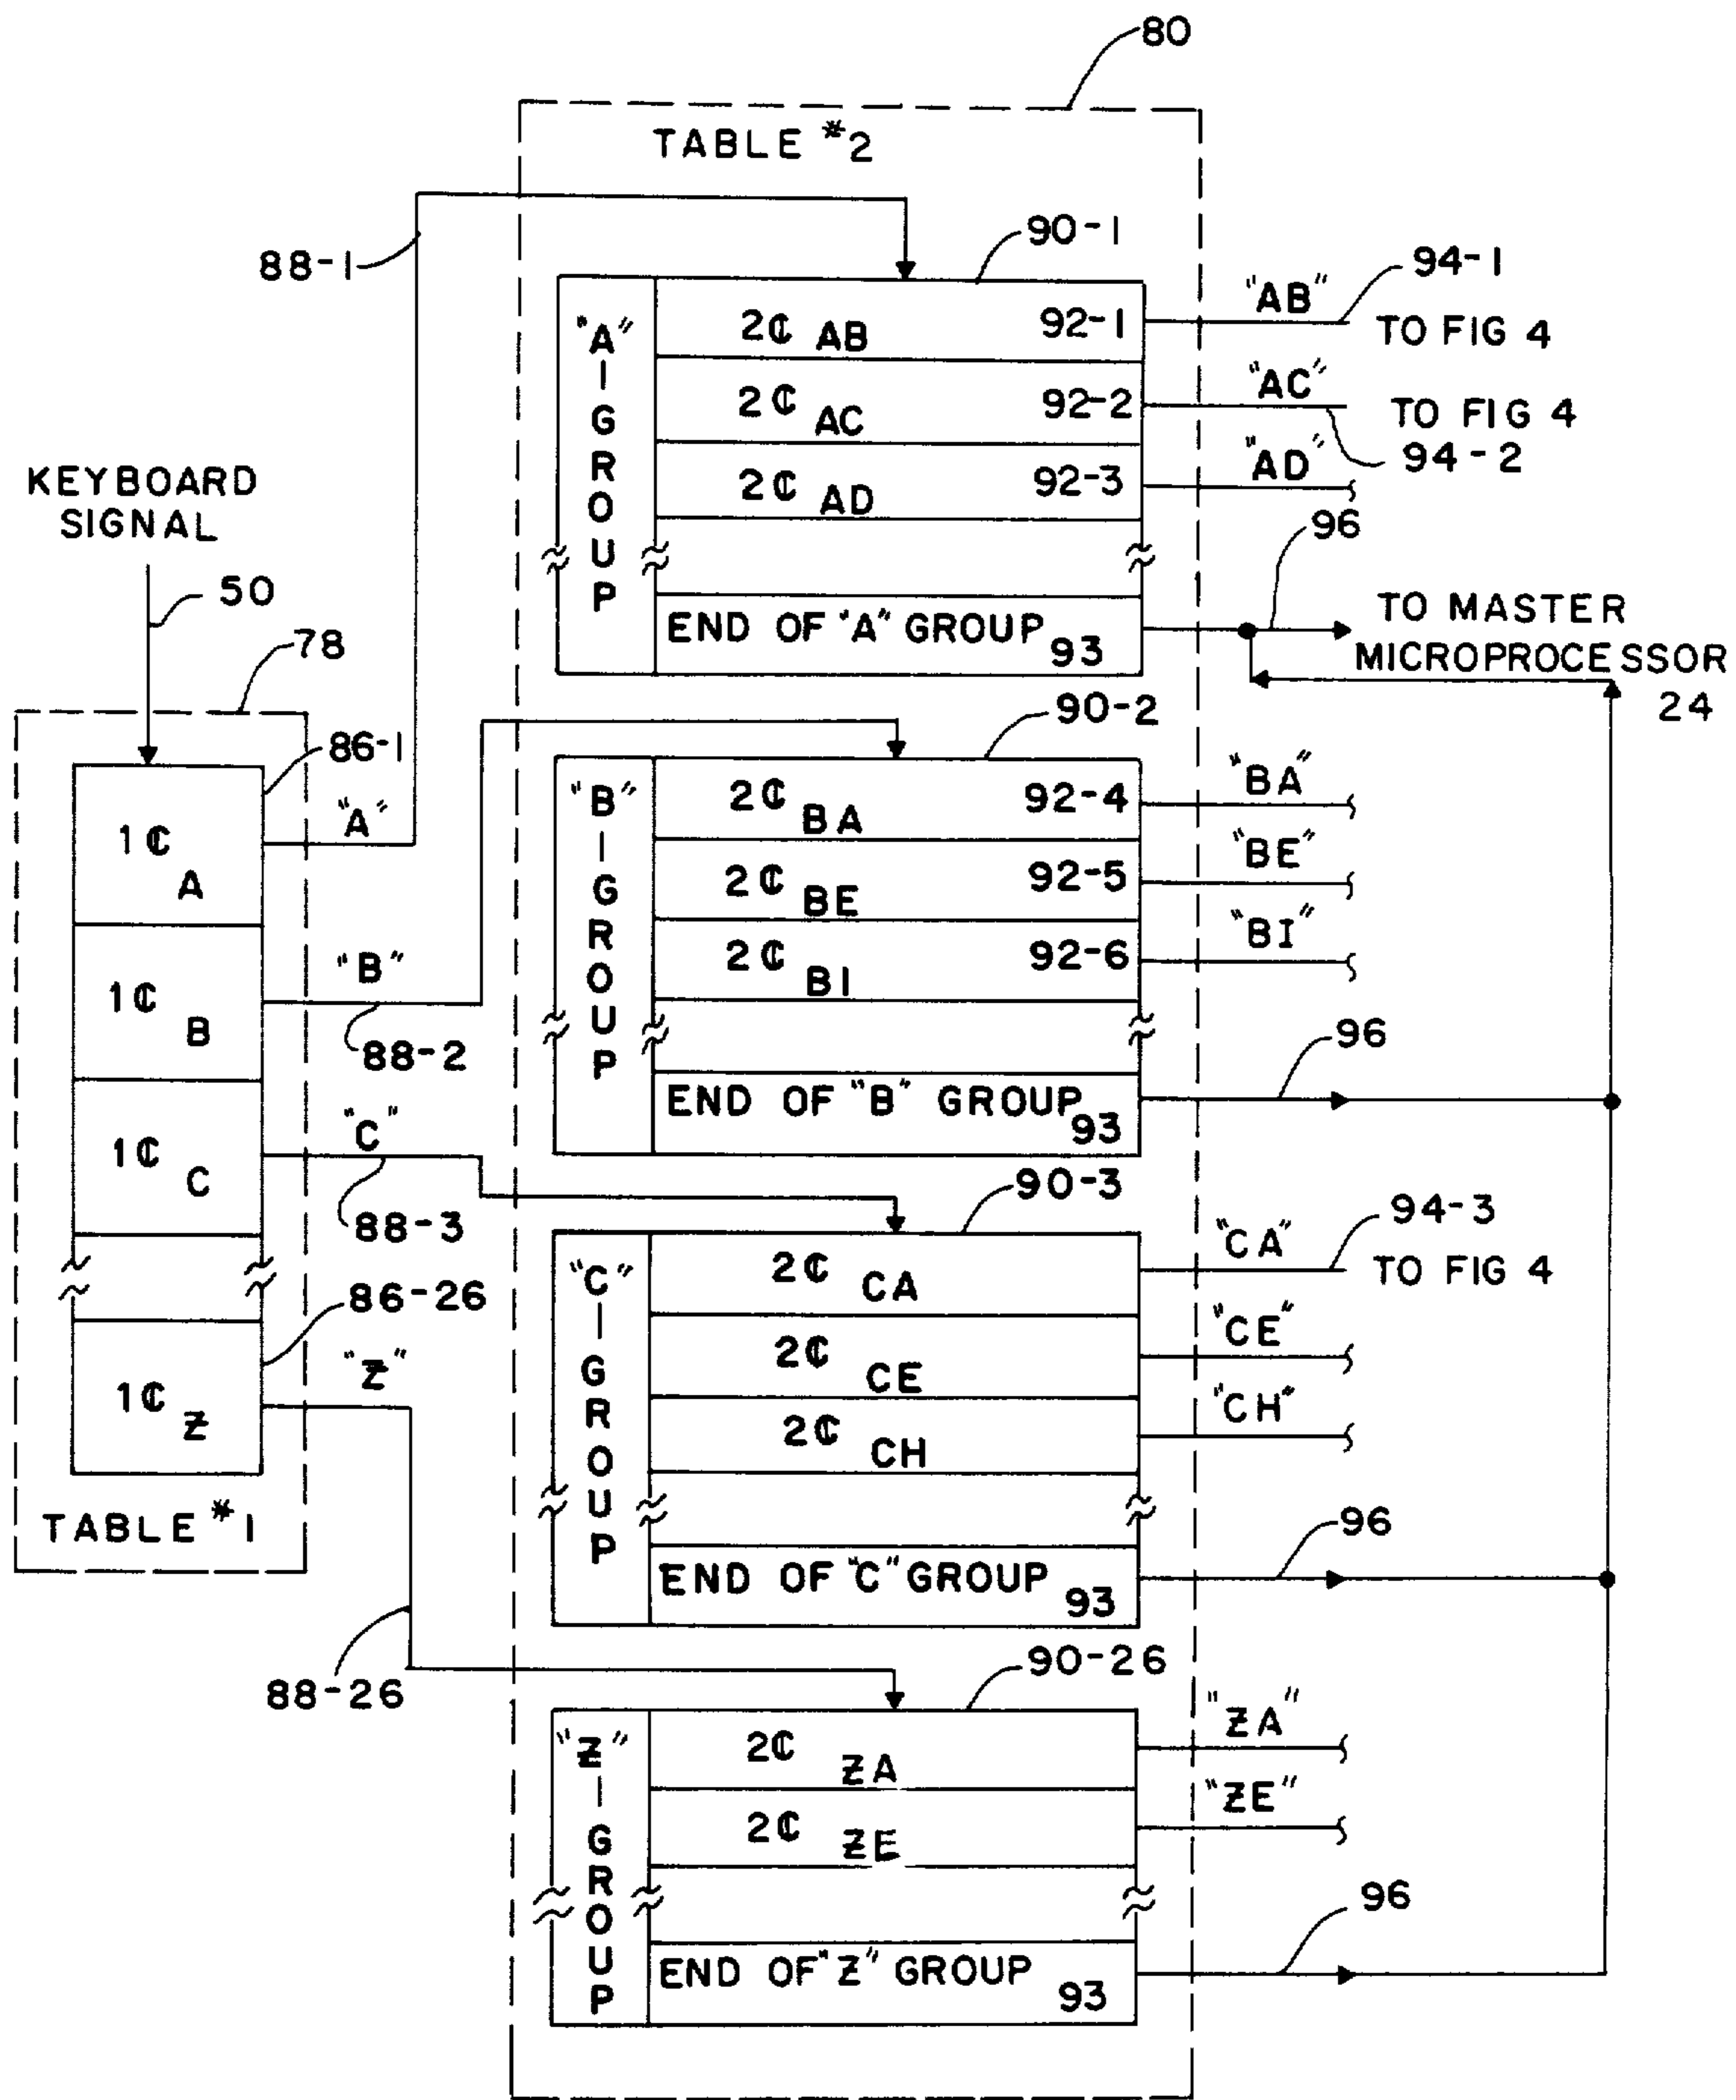 80
TABLE #2
88-1
90-1
94-1
"A" - GROUP
2₵ AB 92-1
"AB"
TO FIG 4
2₵ AC 92-2
"AC"
TO FIG 4
94-2
2₵ AD 92-3
"AD"
END OF "A" GROUP 93
96
TO MASTER
MICROPROCESSOR
24
KEYBOARD
SIGNAL
50
78
86-1
1₵ A
"A"
1₵ B
"B"
88-2
1₵ C
"C"
88-3
86-26
1₵ Z
"Z"
TABLE #1
88-26
90-2
"B" - GROUP
2₵ BA 92-4
"BA"
2₵ BE 92-5
"BE"
2₵ BI 92-6
"BI"
END OF "B" GROUP 93
96
90-3
94-3
"C" - GROUP
2₵ CA
"CA"
TO FIG 4
2₵ CE
"CE"
2₵ CH
"CH"
END OF "C" GROUP 93
96
90-26
"Z" - GROUP
2₵ ZA
"ZA"
2₵ ZE
"ZE"
END OF "Z" GROUP 93
96